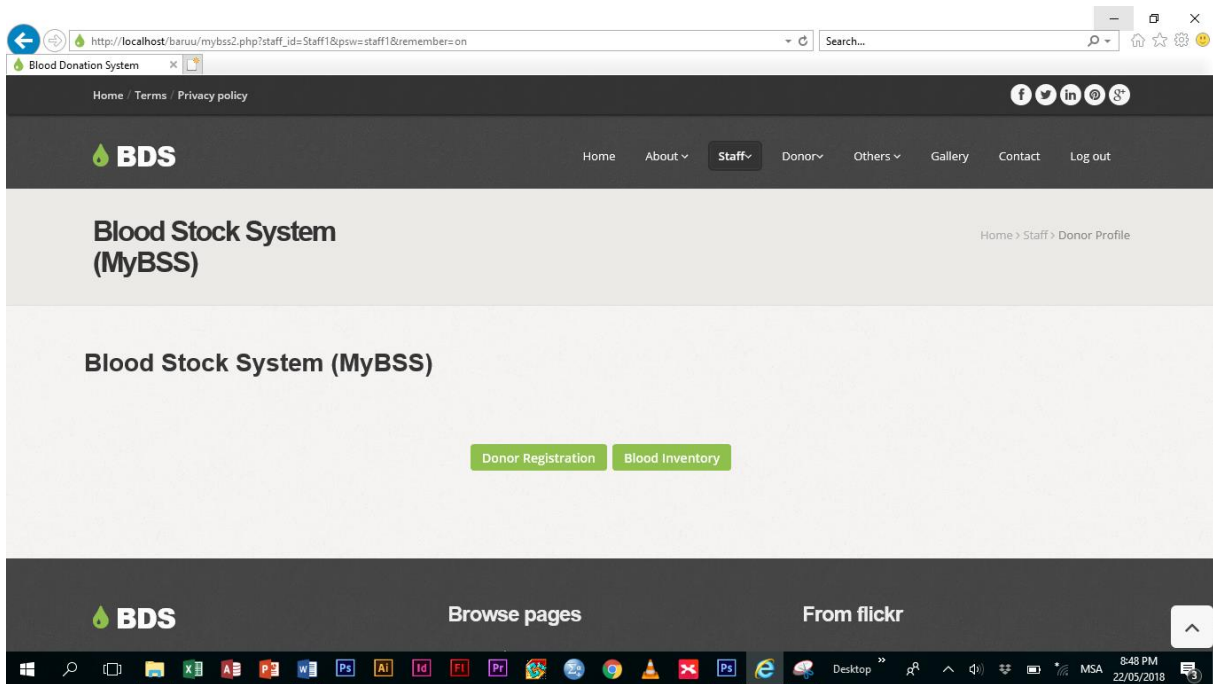 http://localhost/baruu/mybss2.php?staff_id=Staff1&psw=staff1&remember=on
Search...
Blood Donation System
Home / Terms / Privacy policy
BDS
Home About Staff Donor Others Gallery Contact Log out
Blood Stock System
(MyBSS)
Home > Staff > Donor Profile
Blood Stock System (MyBSS)
Donor Registration Blood Inventory
BDS Browse pages From flickr
Desktop MSA 8:48 PM
22/05/2018